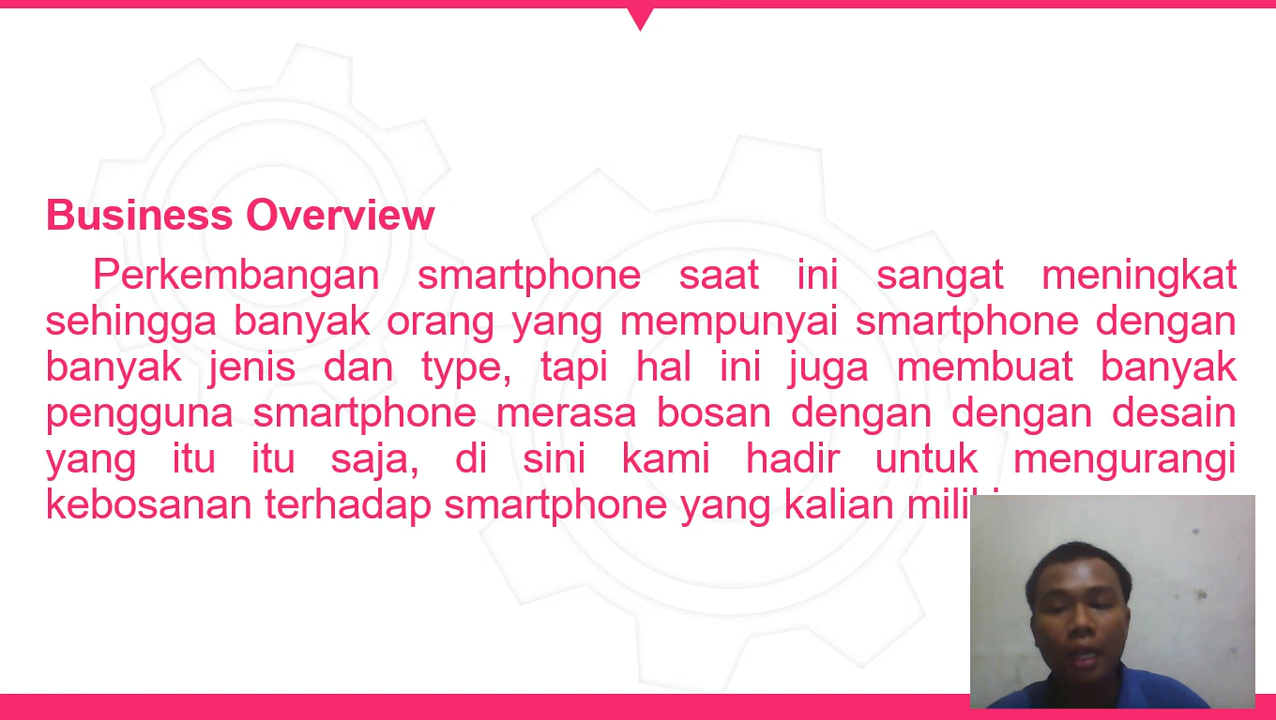 Business Overview
Perkembangan smartphone saat ini sangat meningkat
sehingga banyak orang yang mempunyai smartphone dengan
banyak jenis dan type, tapi hal ini juga membuat banyak
pengguna smartphone merasa bosan dengan dengan desain
yang itu itu saja, di sini kami hadir untuk mengurangi
kebosanan terhadap smartphone yang kalian